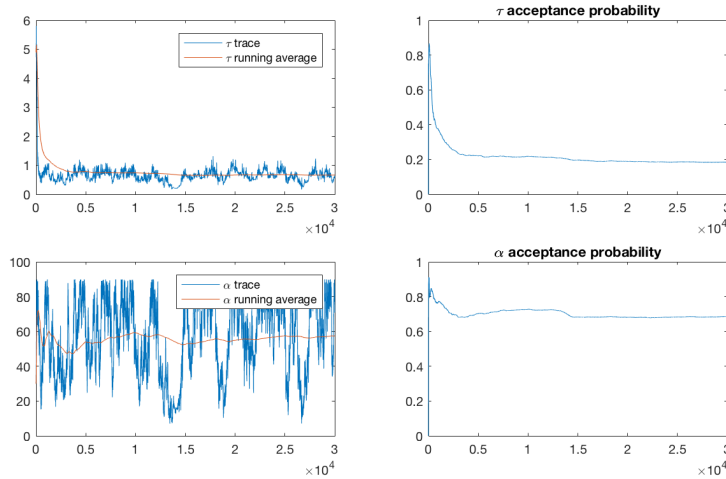 τ acceptance probability
6
5
4
3
2
1
0
τ trace
τ running average
0 0.5 1 1.5 2 2.5 3
×10⁴
1
0.8
0.6
0.4
0.2
0
0 0.5 1 1.5 2 2.5 3
×10⁴
α acceptance probability
100
80
60
40
20
0
α trace
α running average
0 0.5 1 1.5 2 2.5 3
×10⁴
1
0.8
0.6
0.4
0.2
0
0 0.5 1 1.5 2 2.5 3
×10⁴